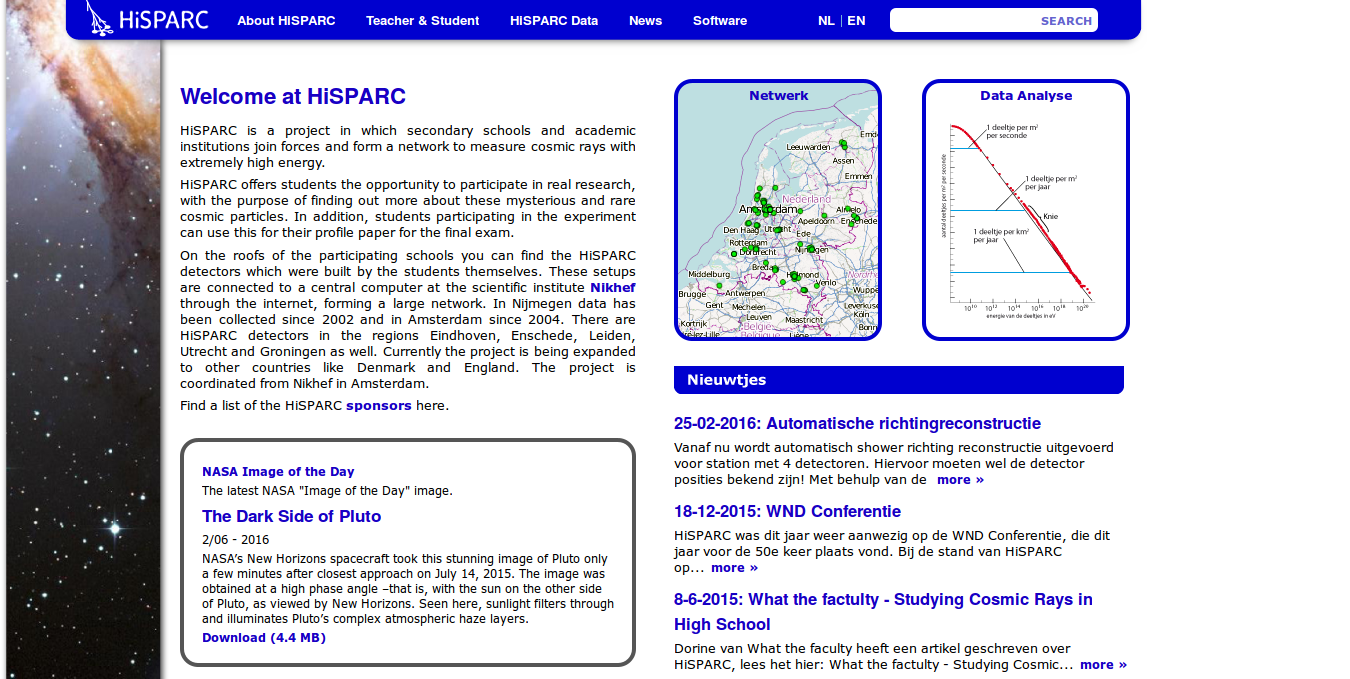 HiSPARC
About HiSPARC
Teacher & Student
HiSPARC Data
News
Software
NL | EN
SEARCH
Welcome at HiSPARC
HiSPARC is a project in which secondary schools and academic
institutions join forces and form a network to measure cosmic rays with
extremely high energy.
HiSPARC offers students the opportunity to participate in real research,
with the purpose of finding out more about these mysterious and rare
cosmic particles. In addition, students participating in the experiment
can use this for their profile paper for the final exam.
On the roofs of the participating schools you can find the HiSPARC
detectors which were built by the students themselves. These setups
are connected to a central computer at the scientific institute Nikhef
through the internet, forming a large network. In Nijmegen data has
been collected since 2002 and in Amsterdam since 2004. There are
HiSPARC detectors in the regions Eindhoven, Enschede, Leiden,
Utrecht and Groningen as well. Currently the project is being expanded
to other countries like Denmark and England. The project is
coordinated from Nikhef in Amsterdam.
Find a list of the HiSPARC sponsors here.
NASA Image of the Day
The latest NASA "Image of the Day" image.
The Dark Side of Pluto
2/06 - 2016
NASA’s New Horizons spacecraft took this stunning image of Pluto only
a few minutes after closest approach on July 14, 2015. The image was
obtained at a high phase angle –that is, with the sun on the other side
of Pluto, as viewed by New Horizons. Seen here, sunlight filters through
and illuminates Pluto’s complex atmospheric haze layers.
Download (4.4 MB)
Netwerk
Leeuwarden
Assen
Emmen
Nederland
Amsterdam
Almelo
Apeldoorn
Enschede
Den Haag
Utrecht
Ede
Rotterdam
Nijmegen
Dordrecht
Breda
Middelburg
Helmond
Venlo
Brugge
Antwerpen
Gent
Mechelen
Leuven
Maastricht
Köln
Kortrijk
België
Belgique
Bonn
Liège
Data Analyse
1 deeltje per m²
per seconde
1 deeltje per m²
per jaar
Knie
1 deeltje per km²
per jaar
aantal deeltjes per m² per seconde
10¹⁰ 10¹² 10¹⁴ 10¹⁶ 10¹⁸ 10²⁰
energie van de deeltjes in eV
Nieuwtjes
25-02-2016: Automatische richtingreconstructie
Vanaf nu wordt automatisch shower richting reconstructie uitgevoerd
voor station met 4 detectoren. Hiervoor moeten wel de detector
posities bekend zijn! Met behulp van de more »
18-12-2015: WND Conferentie
HiSPARC was dit jaar weer aanwezig op de WND Conferentie, die dit
jaar voor de 50e keer plaats vond. Bij de stand van HiSPARC
op... more »
8-6-2015: What the facTulty - Studying Cosmic Rays in
High School
Dorine van What the faculty heeft een artikel geschreven over
HiSPARC, lees het hier: What the faculty - Studying Cosmic... more »